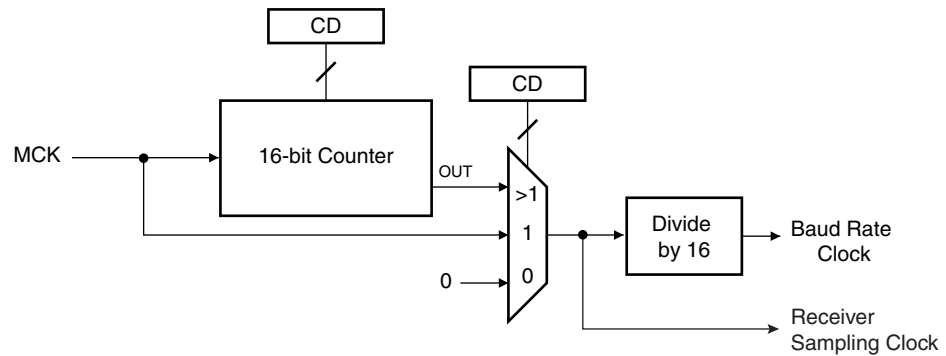 CD
CD
MCK
16-bit Counter
OUT
>1
1
0
0
Divide
by 16
Baud Rate
Clock
Receiver
Sampling Clock